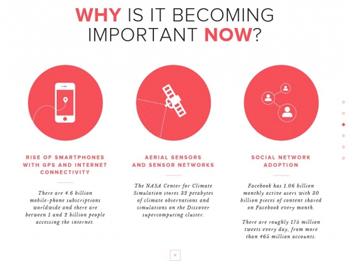 WHY IS IT BECOMING
IMPORTANT NOW?
RISE OF SMARTPHONES
WITH GPS AND INTERNET
CONNECTIVITY
There are 4.6 billion
mobile-phone subscriptions
worldwide and there are
between 1 and 2 billion people
accessing the internet.
AERIAL SENSORS
AND SENSOR NETWORKS
The NASA Center for Climate
Simulation stores 32 petabytes
of climate observations and
simulations on the Discover
supercomputing cluster.
SOCIAL NETWORK
ADOPTION
Facebook has 1.06 billion
monthly active users with 30
billion pieces of content shared
on Facebook every month.
There are roughly 175 million
tweets every day, from more
than 465 million accounts.